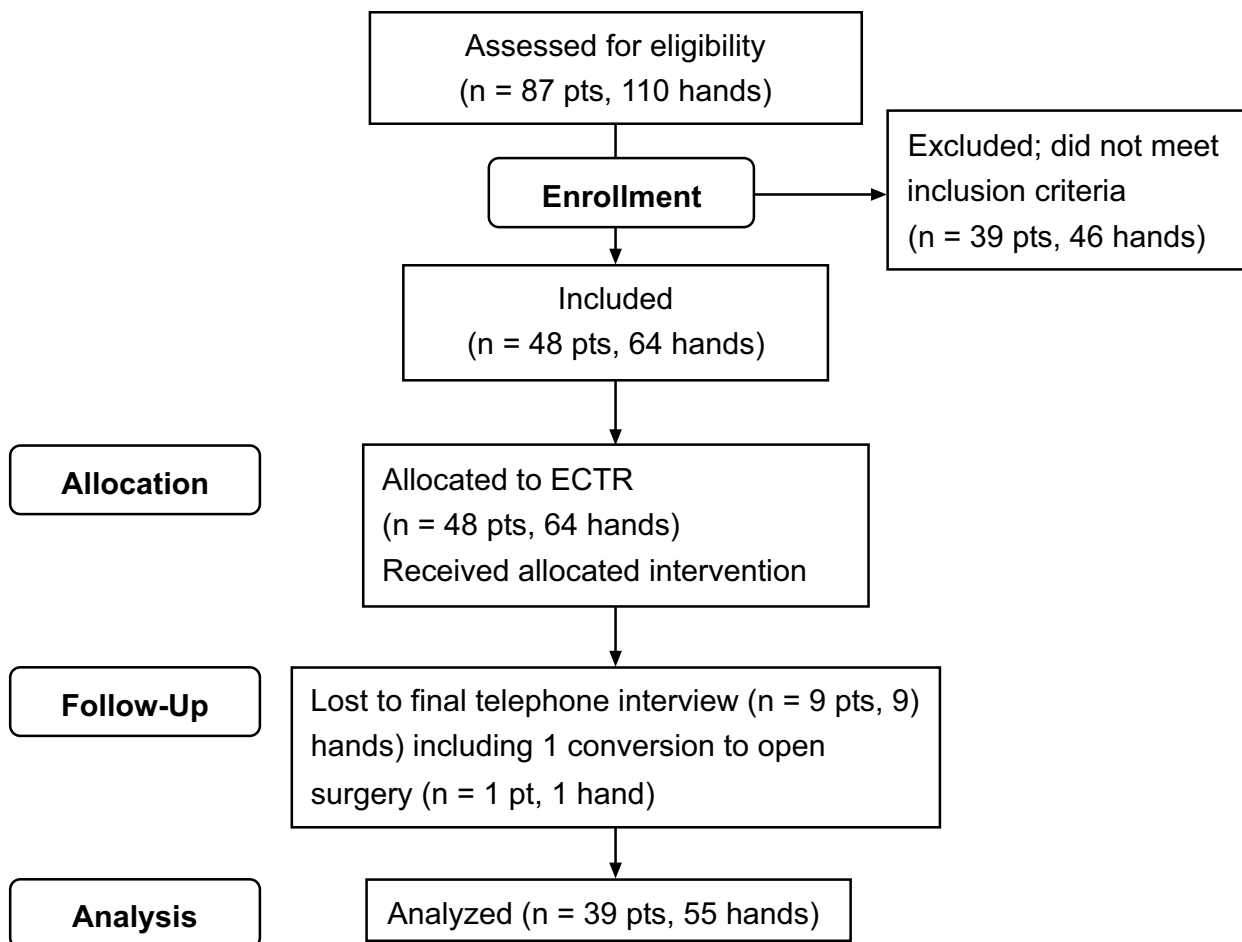 Assessed for eligibility
(n = 87 pts, 110 hands)
Excluded; did not meet
inclusion criteria
(n = 39 pts, 46 hands)
Enrollment
Included
(n = 48 pts, 64 hands)
Allocation
Allocated to ECTR
(n = 48 pts, 64 hands)
Received allocated intervention
Follow-Up
Lost to final telephone interview (n = 9 pts, 9)
hands) including 1 conversion to open
surgery (n = 1 pt, 1 hand)
Analysis
Analyzed (n = 39 pts, 55 hands)